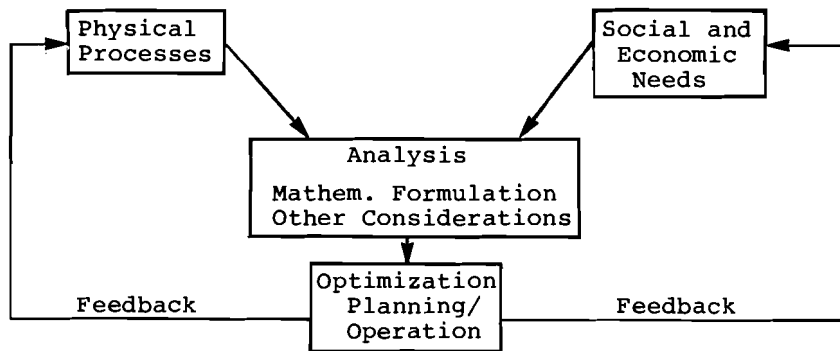 Physical
Processes
Social and
Economic
Needs
Analysis
Mathem. Formulation
Other Considerations
Optimization
Planning/
Operation
Feedback
Feedback